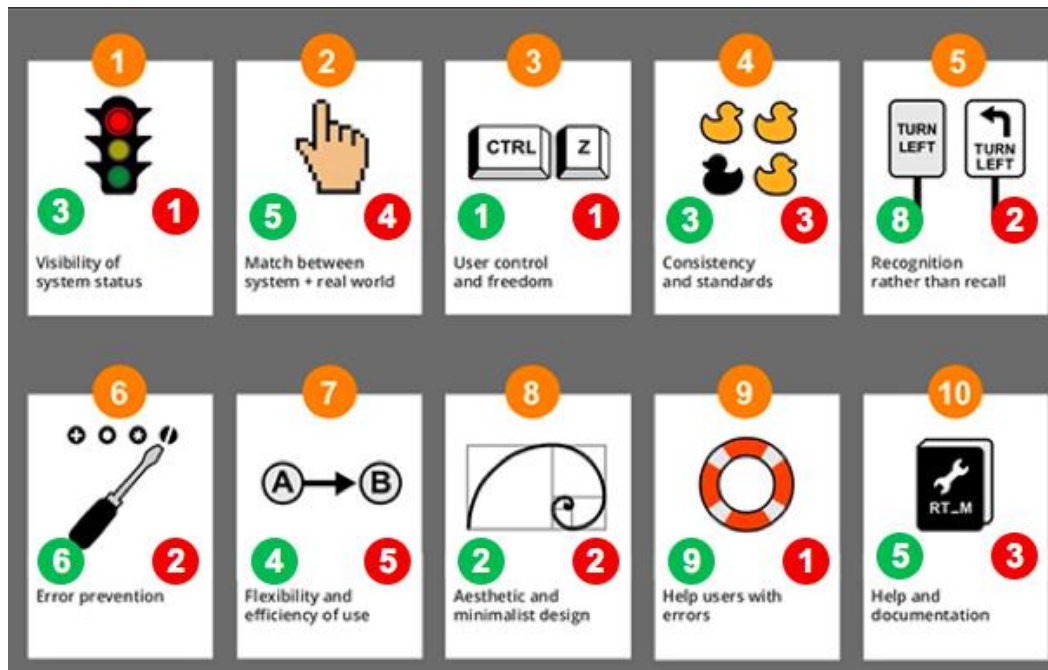 1
2
3
4
5
CTRL Z
TURN
LEFT
TURN
LEFT
3 1
5 4
1 1
3 3
8 2
Visibility of
system status
Match between
system + real world
User control
and freedom
Consistency
and standards
Recognition
rather than recall
6
7
8
9
10
A B
RT_M
6 2
4 5
2 2
9 1
5 3
Error prevention
Flexibility and
efficiency of use
Aesthetic and
minimalist design
Help users with
errors
Help and
documentation